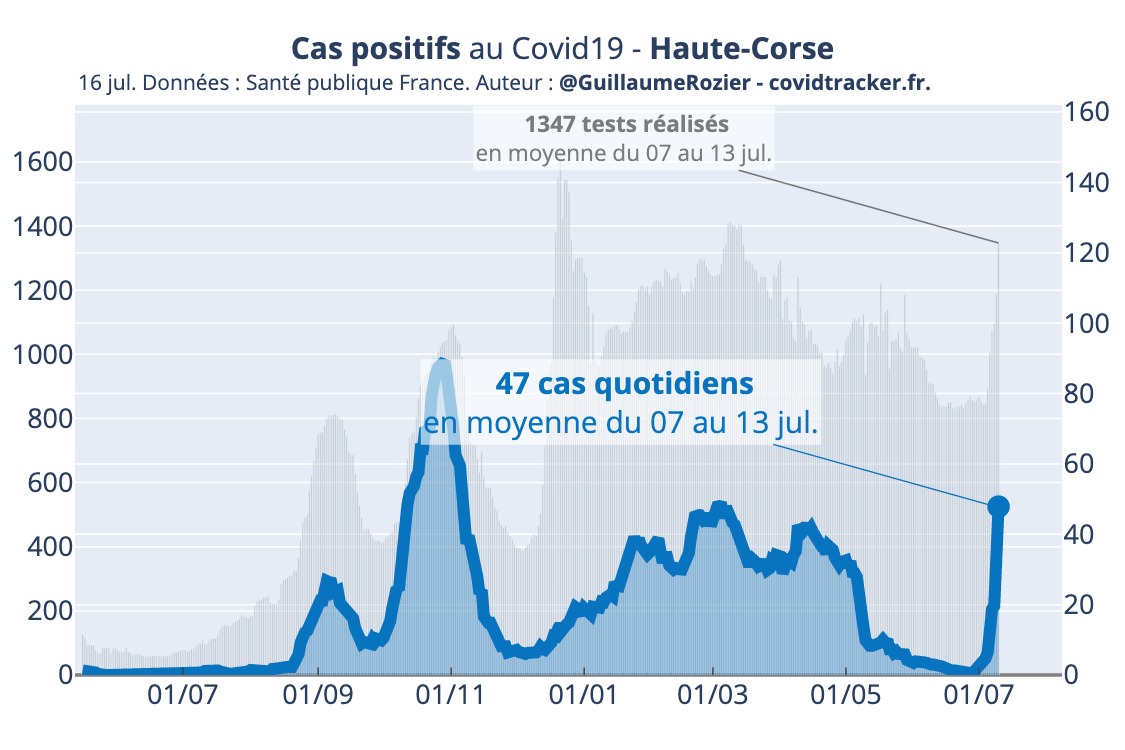 Cas positifs au Covid19 - Haute-Corse
16 jul. Données : Santé publique France. Auteur : @GuillaumeRozier - covidtracker.fr.
1347 tests réalisés
en moyenne du 07 au 13 jul.
47 cas quotidiens
en moyenne du 07 au 13 jul.
1600
1400
1200
1000
800
600
400
200
0
160
140
120
100
80
60
40
20
0
01/07 01/09 01/11 01/01 01/03 01/05 01/07